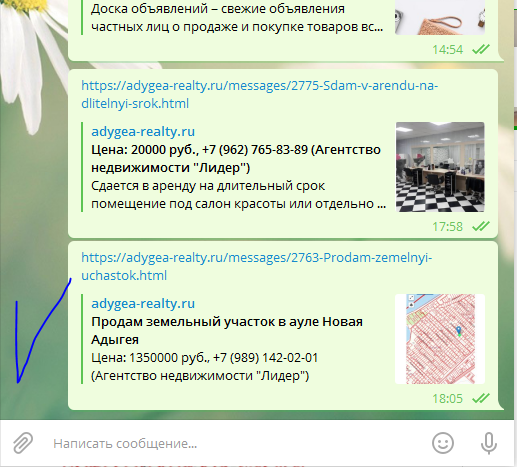 Доска объявлений – свежие объявления
частных лиц о продаже и покупке товаров вс...
14:54
https://adygea-realty.ru/messages/2775-Sdam-v-arendu-na-
dlitelnyi-srok.html
adygea-realty.ru
Цена: 20000 руб., +7 (962) 765-83-89 (Агентство
недвижимости "Лидер")
Сдается в аренду на длительный срок
помещение под салон красоты или отдельно ...
17:58
https://adygea-realty.ru/messages/2763-Prodam-zemelnyi-
uchastok.html
adygea-realty.ru
Продам земельный участок в ауле Новая
Адыгея
Цена: 1350000 руб., +7 (989) 142-02-01
(Агентство недвижимости "Лидер")
18:05
Написать сообщение...